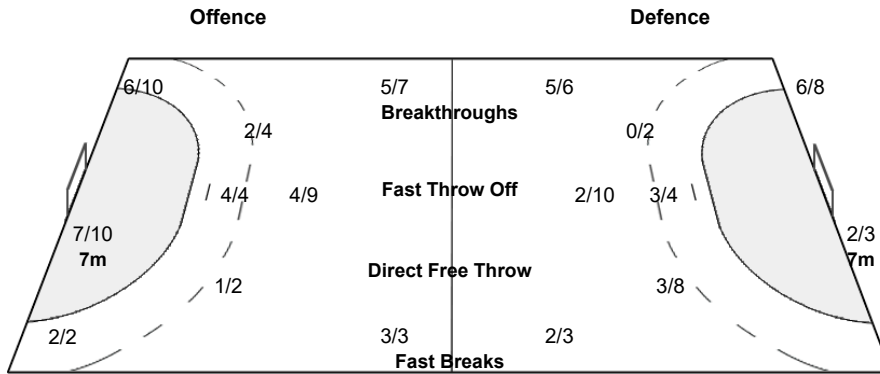 Offence Defence
6/10 5/7 5/6 6/8
Breakthroughs
2/4 0/2
Fast Throw Off
4/4 4/9 2/10 3/4
7/10 2/3
7m 7m
Direct Free Throw
1/2 3/8
2/2 3/3 2/3
Fast Breaks